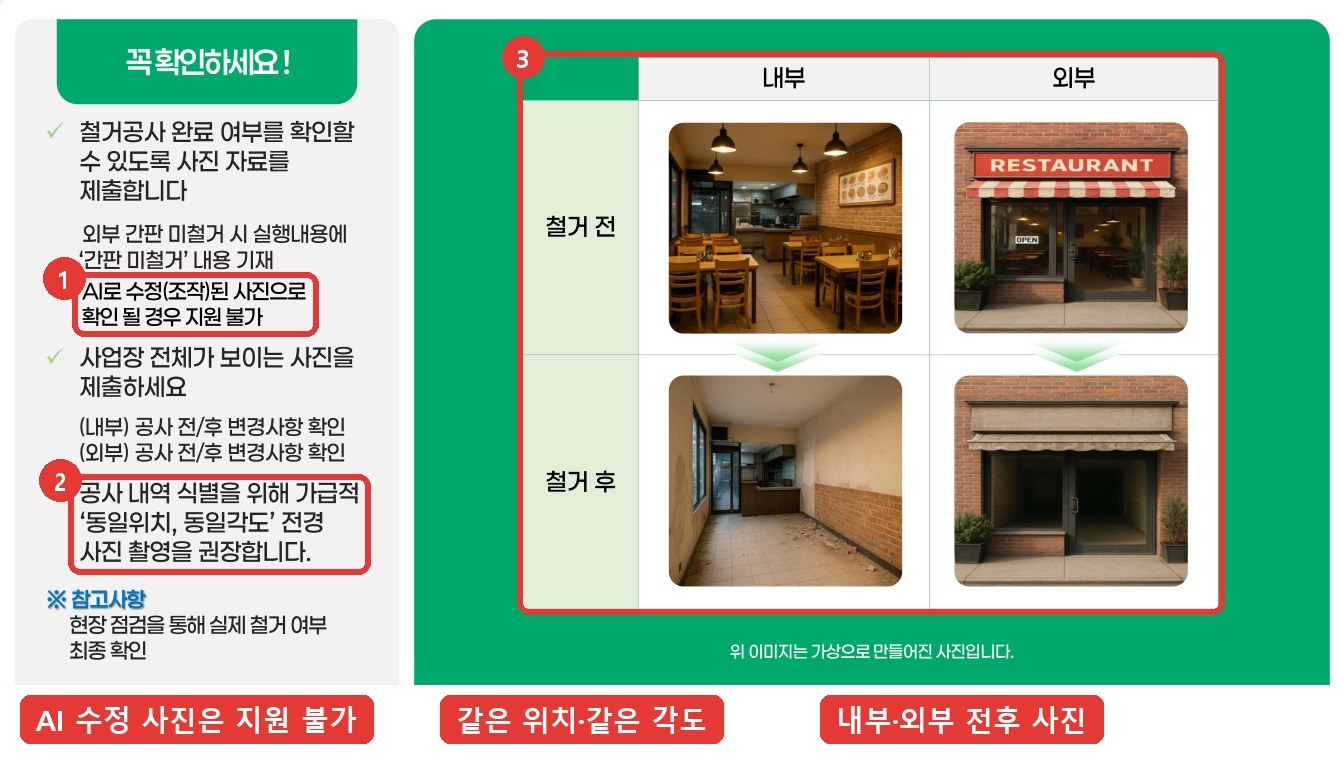 꼭 확인하세요!
✓ 철거공사 완료 여부를 확인할
수 있도록 사진 자료를
제출합니다
외부 간판 미철거 시 실행내용에
‘간판 미철거’ 내용 기재
1
AI로 수정(조작)된 사진으로
확인 될 경우 지원 불가
✓ 사업장 전체가 보이는 사진을
제출하세요
(내부) 공사 전/후 변경사항 확인
(외부) 공사 전/후 변경사항 확인
2
공사 내역 식별을 위해 가급적
‘동일위치, 동일각도’ 전경
사진 촬영을 권장합니다.
※ 참고사항
현장 점검을 통해 실제 철거 여부
최종 확인
3
내부 외부
철거 전
RESTAURANT
OPEN
철거 후
위 이미지는 가상으로 만들어진 사진입니다.
AI 수정 사진은 지원 불가
같은 위치·같은 각도
내부·외부 전후 사진